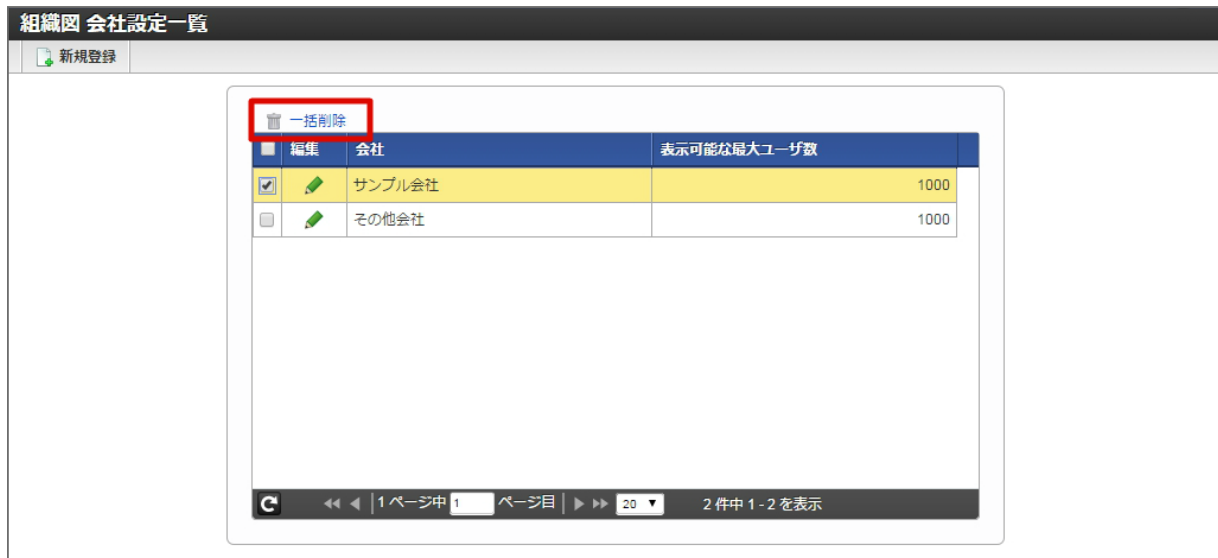 組織図 会社設定一覧
新規登録
一括削除
編集 会社 表示可能な最大ユーザ数
サンプル会社 1000
その他会社 1000
1 ページ中 1 ページ目 20 2 件中 1 - 2 を表示